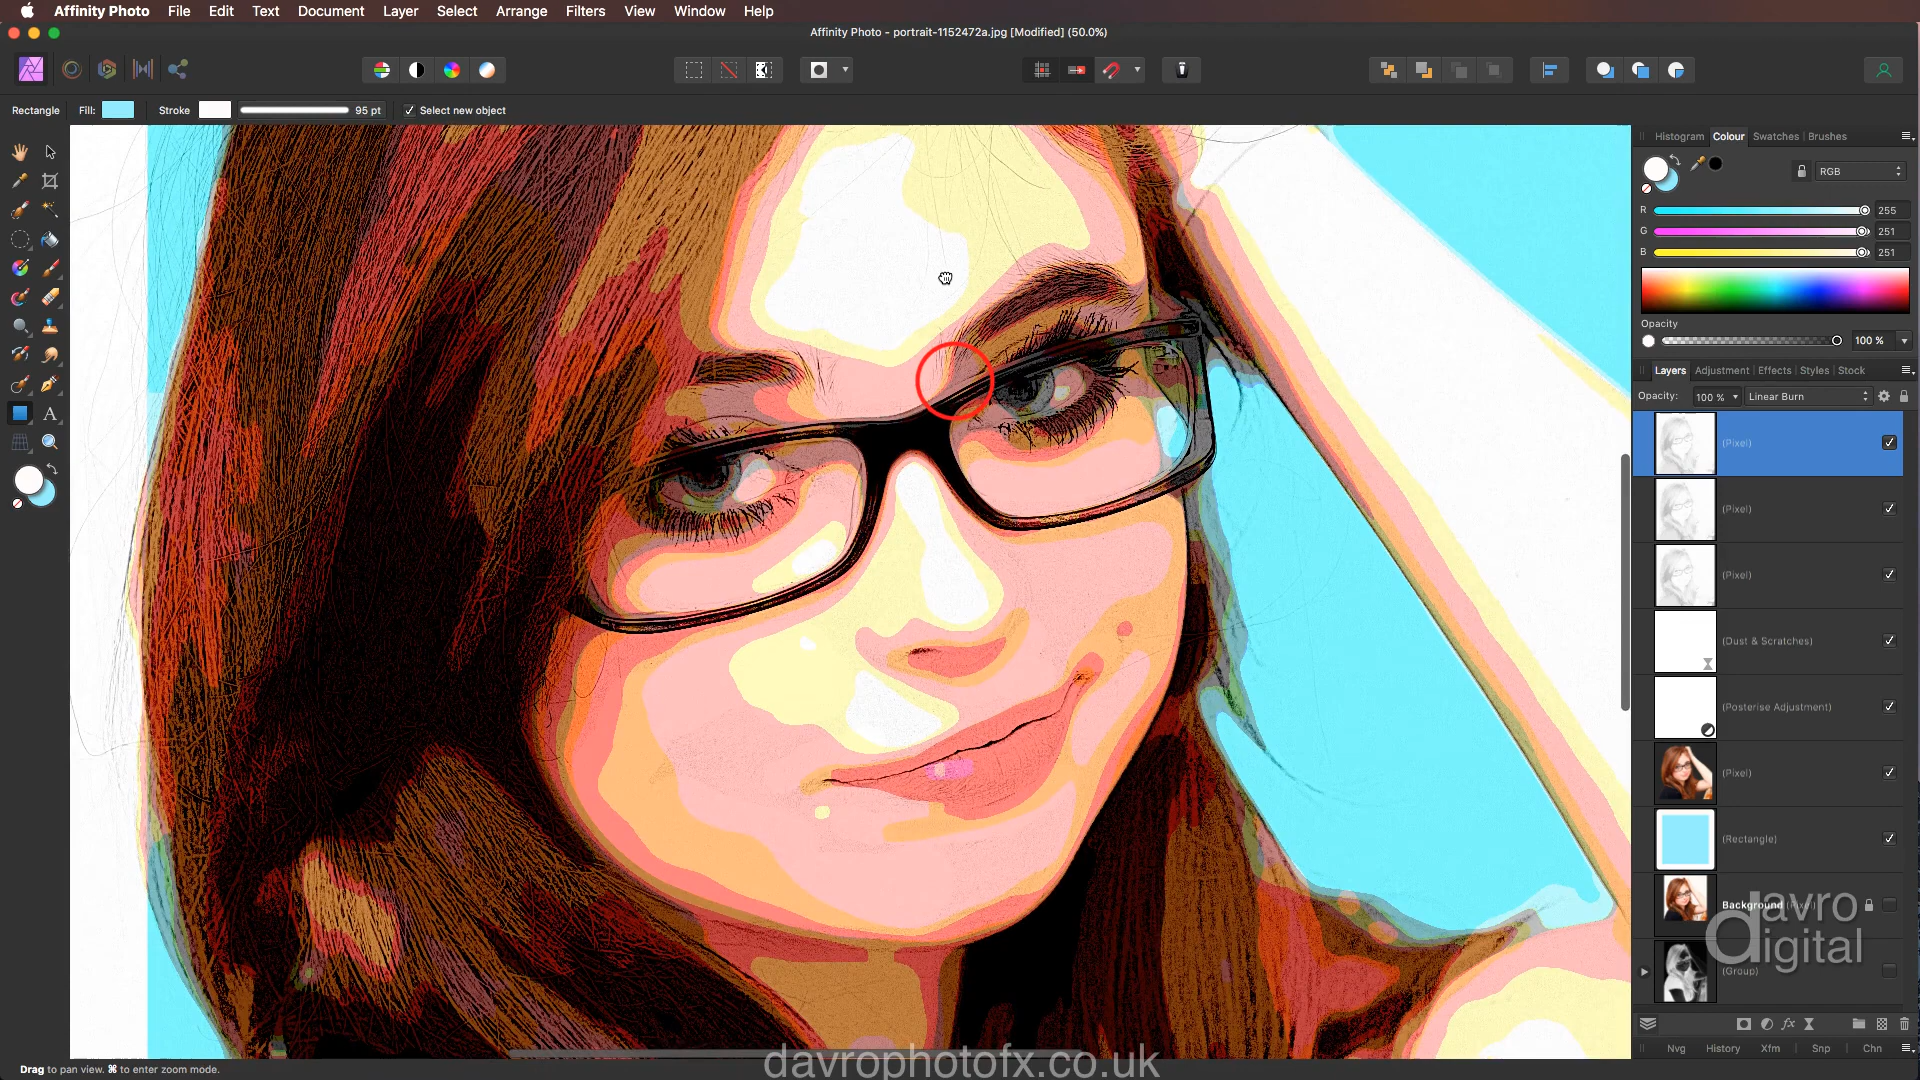 Affinity Photo File Edit Text Document Layer Select Arrange Filters View Window Help
Affinity Photo - portrait-1152472a.jpg [Modified] (50.0%)
Rectangle Fill: Stroke 95 pt Select new object
Histogram Colour Swatches Brushes
RGB
R 255
G 251
B 251
Opacity
100 %
Layers Adjustment Effects Styles Stock
Opacity: 100 % Linear Burn
(Pixel)
(Pixel)
(Pixel)
(Dust & Scratches)
(Posterise Adjustment)
(Pixel)
(Rectangle)
Background (Pixel)
davro
digital
(Group)
Nvg History Xfm Snp Chn
Drag to pan view. ⌘ to enter zoom mode.
davrophotofx.co.uk